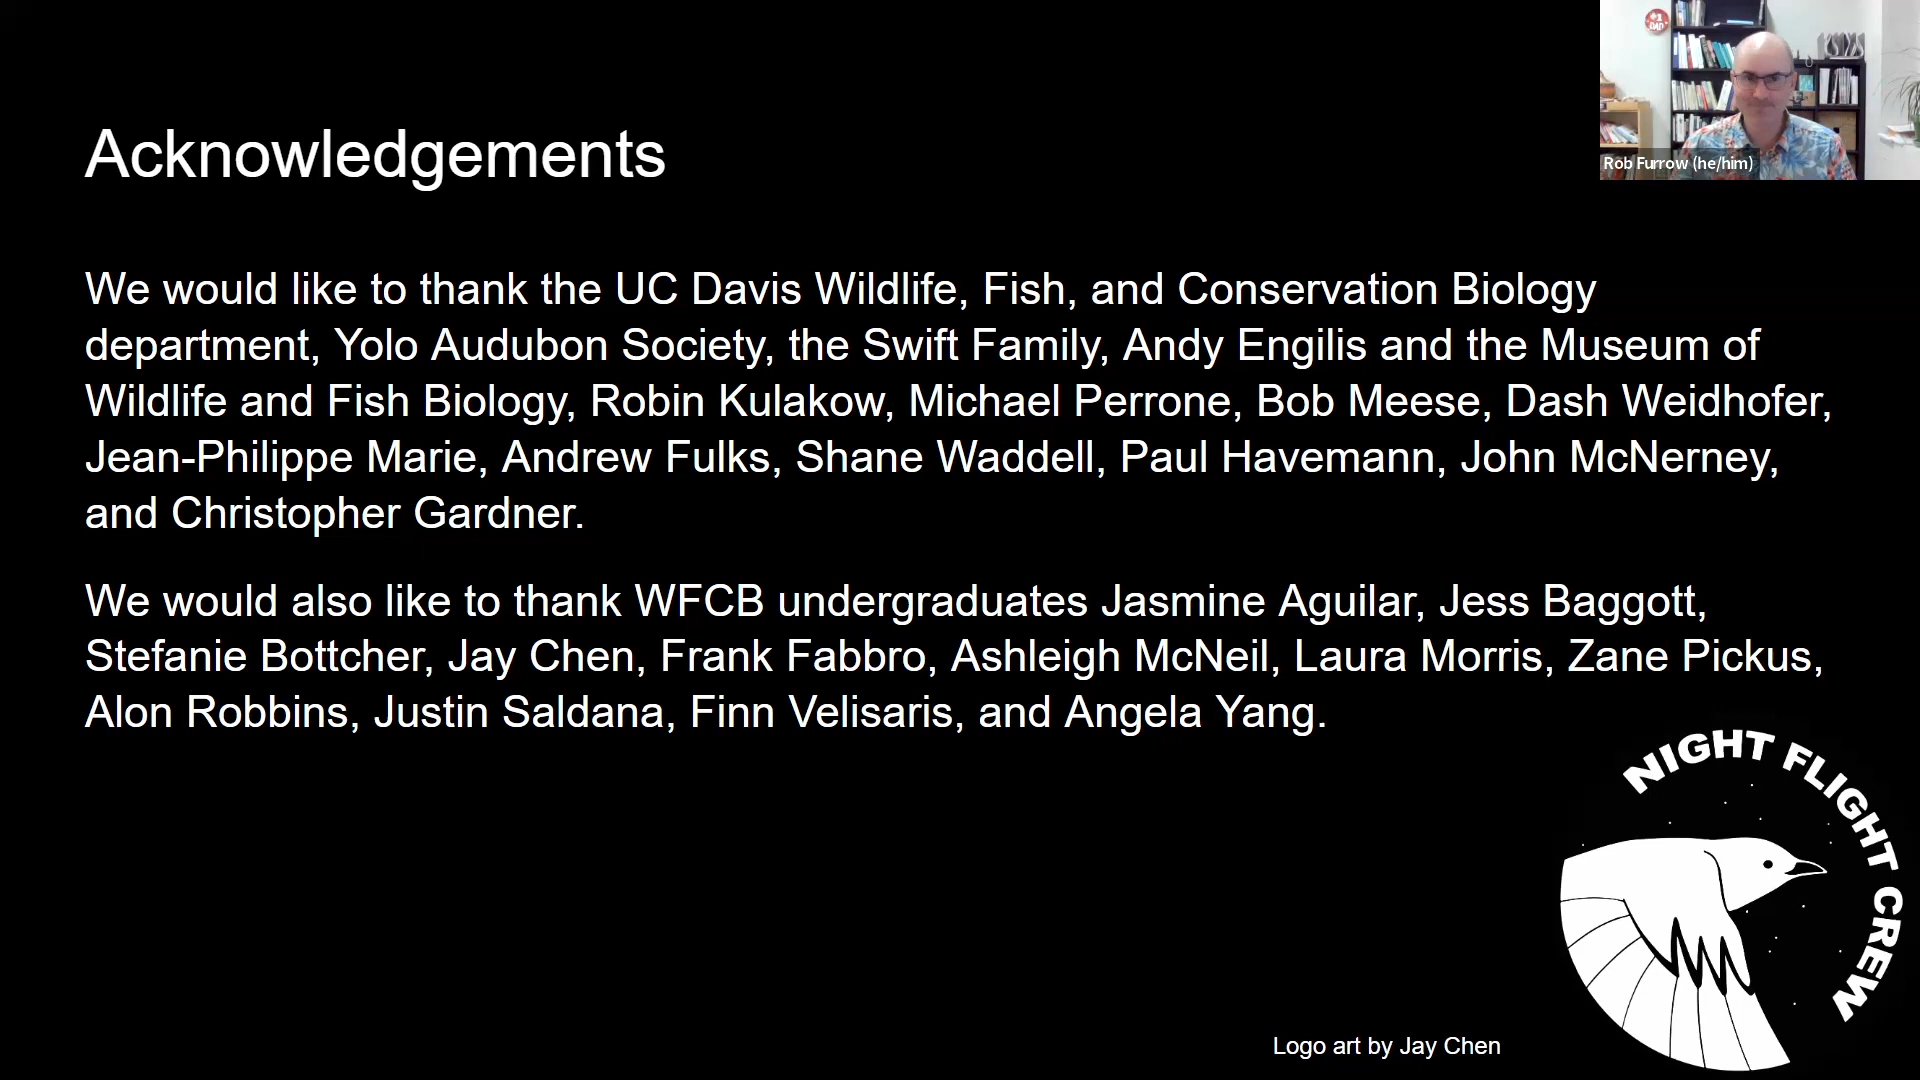 #1 DAD
Rob Furrow (he/him)
Acknowledgements
We would like to thank the UC Davis Wildlife, Fish, and Conservation Biology
department, Yolo Audubon Society, the Swift Family, Andy Engilis and the Museum of
Wildlife and Fish Biology, Robin Kulakow, Michael Perrone, Bob Meese, Dash Weidhofer,
Jean-Philippe Marie, Andrew Fulks, Shane Waddell, Paul Havemann, John McNerney,
and Christopher Gardner.
We would also like to thank WFCB undergraduates Jasmine Aguilar, Jess Baggott,
Stefanie Bottcher, Jay Chen, Frank Fabbro, Ashleigh McNeil, Laura Morris, Zane Pickus,
Alon Robbins, Justin Saldana, Finn Velisaris, and Angela Yang.
NIGHT FLIGHT CREW
Logo art by Jay Chen